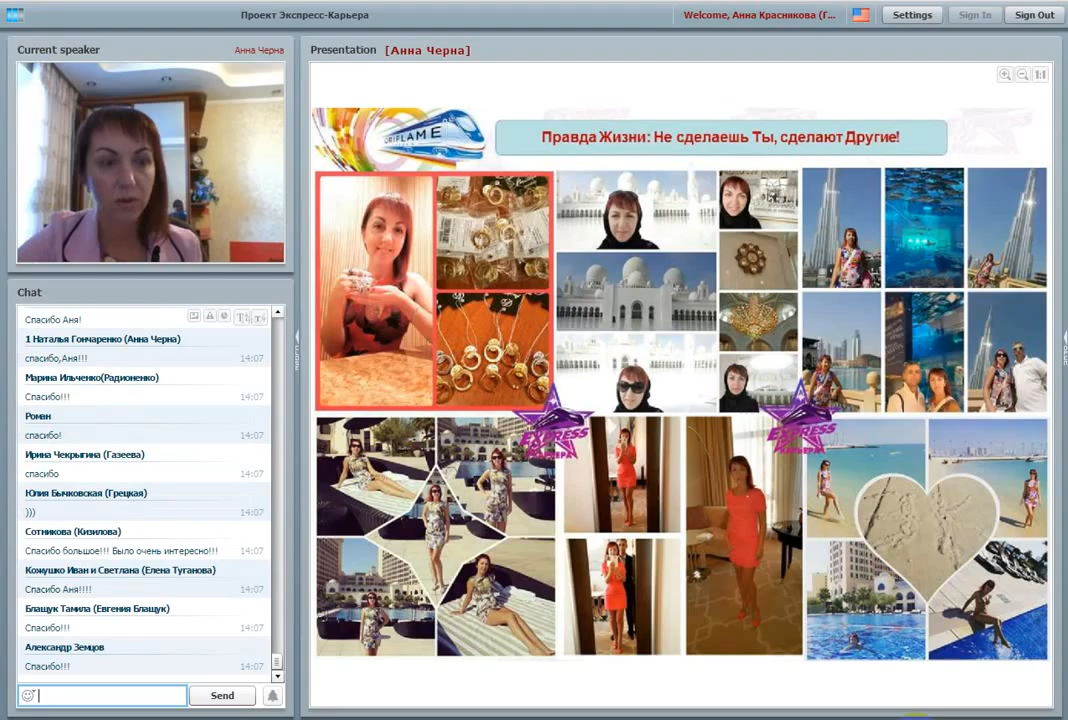 Проект Экспресс-Карьера
Welcome, Анна Красникова (Г...
Settings
Sign In
Sign Out
Current speaker
Анна Черна
Presentation [Анна Черна]
1:1
ORIFLAME
Правда Жизни: Не сделаешь Ты, сделают Другие!
EXPRESS
КАРЬЕРА
EXPRESS
КАРЬЕРА
Chat
Спасибо Аня!
1 Наталья Гончаренко (Анна Черна)
спасибо,Аня!!! 14:07
Марина Ильченко(Радионенко)
Спасибо!!! 14:07
Роман
спасибо! 14:07
Ирина Чекрыгина (Газеева)
спасибо 14:07
Юлия Бычковская (Грецкая)
))) 14:07
Сотникова (Кизилова)
Спасибо большое!!! Было очень интересно!!! 14:07
Кожушко Иван и Светлана (Елена Туганова)
Спасибо Аня!!!! 14:07
Блащук Тамила (Евгения Блащук)
Спасибо!!! 14:07
Александр Земцов
Спасибо!!! 14:07
Send